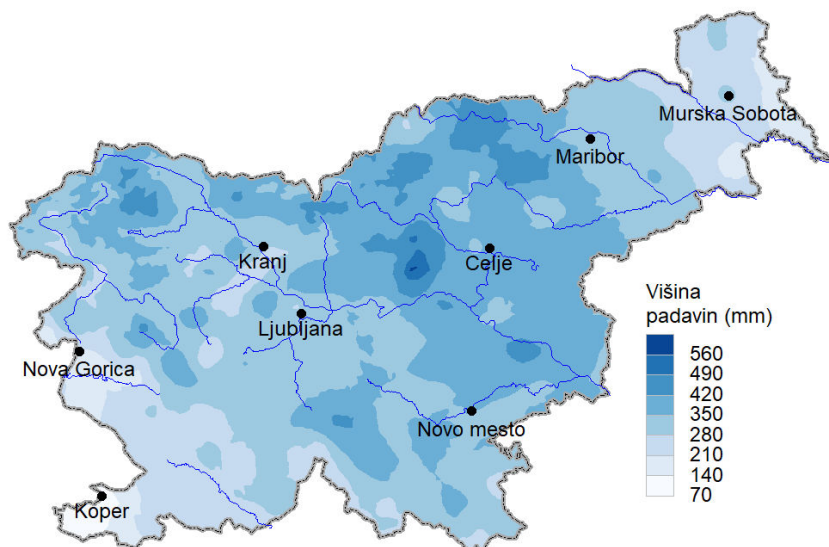 Murska Sobota
Maribor
Kranj
Celje
Ljubljana
Nova Gorica
Novo mesto
Koper
Višina
padavin (mm)
560
490
420
350
280
210
140
70